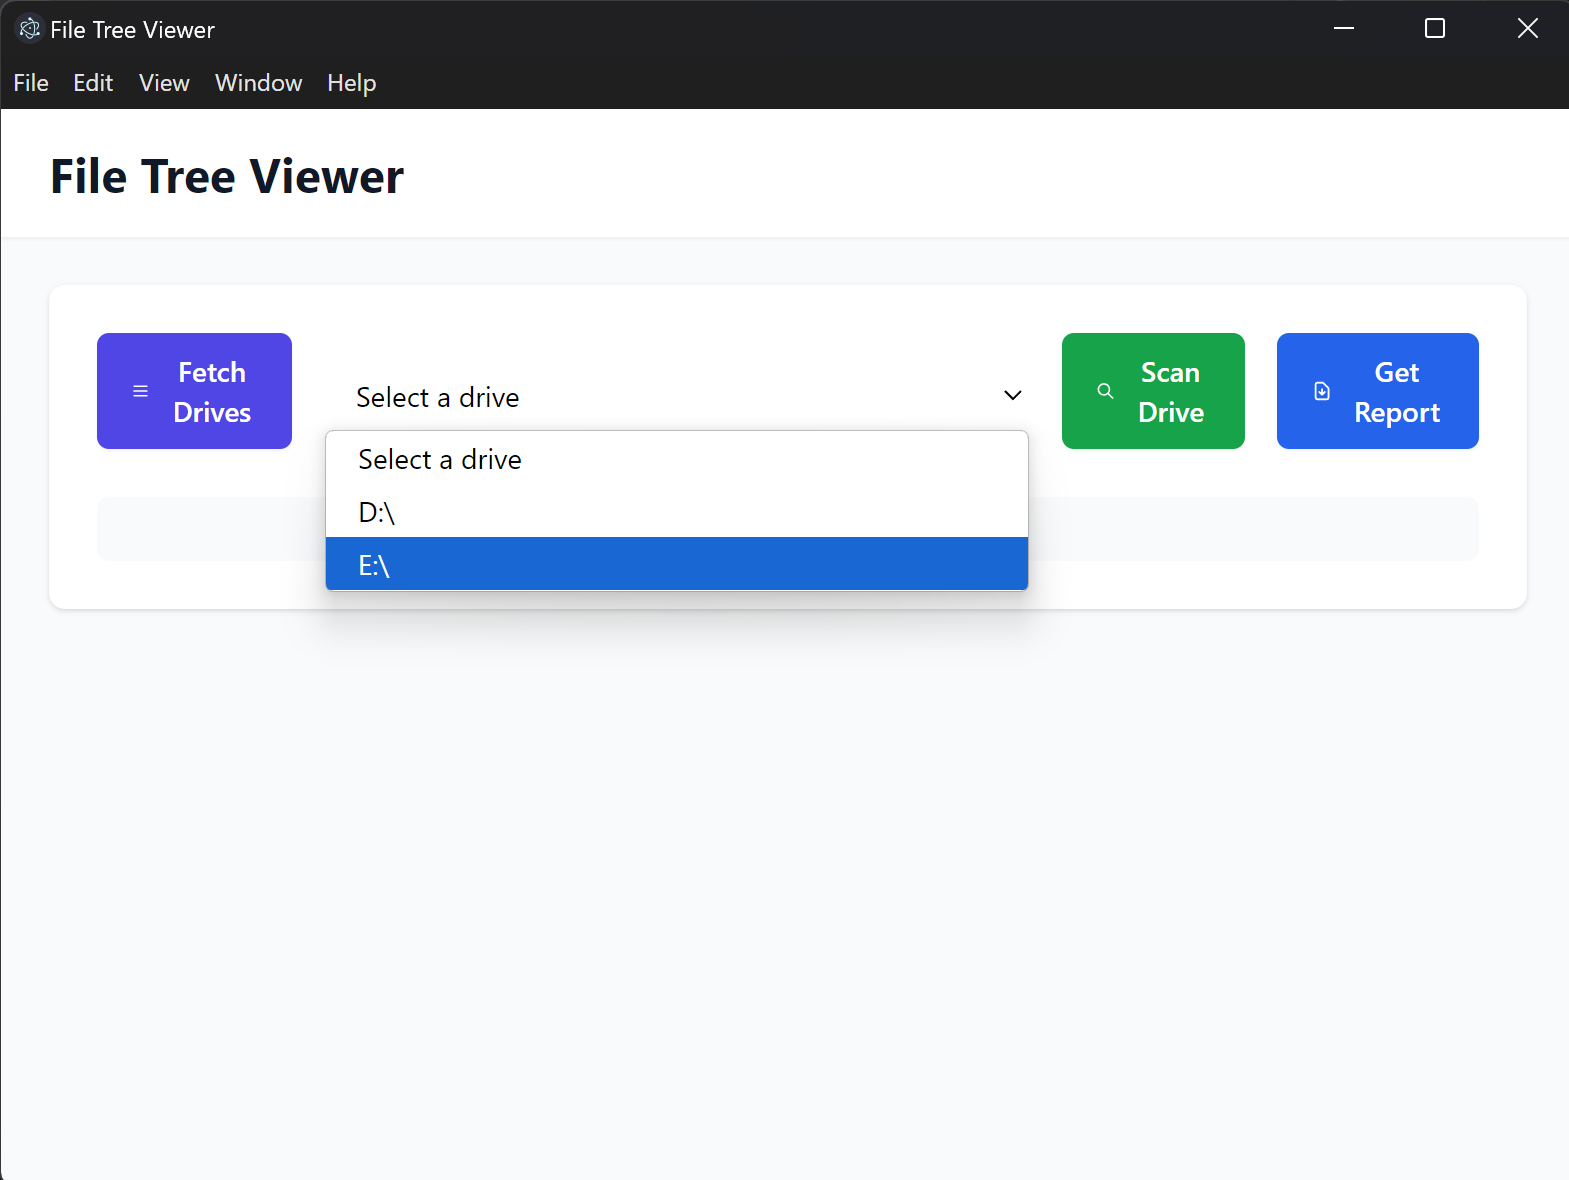 File Tree Viewer
File Edit View Window Help
File Tree Viewer
Fetch
Drives
Select a drive
Scan
Drive
Get
Report
Select a drive
D:\
E:\